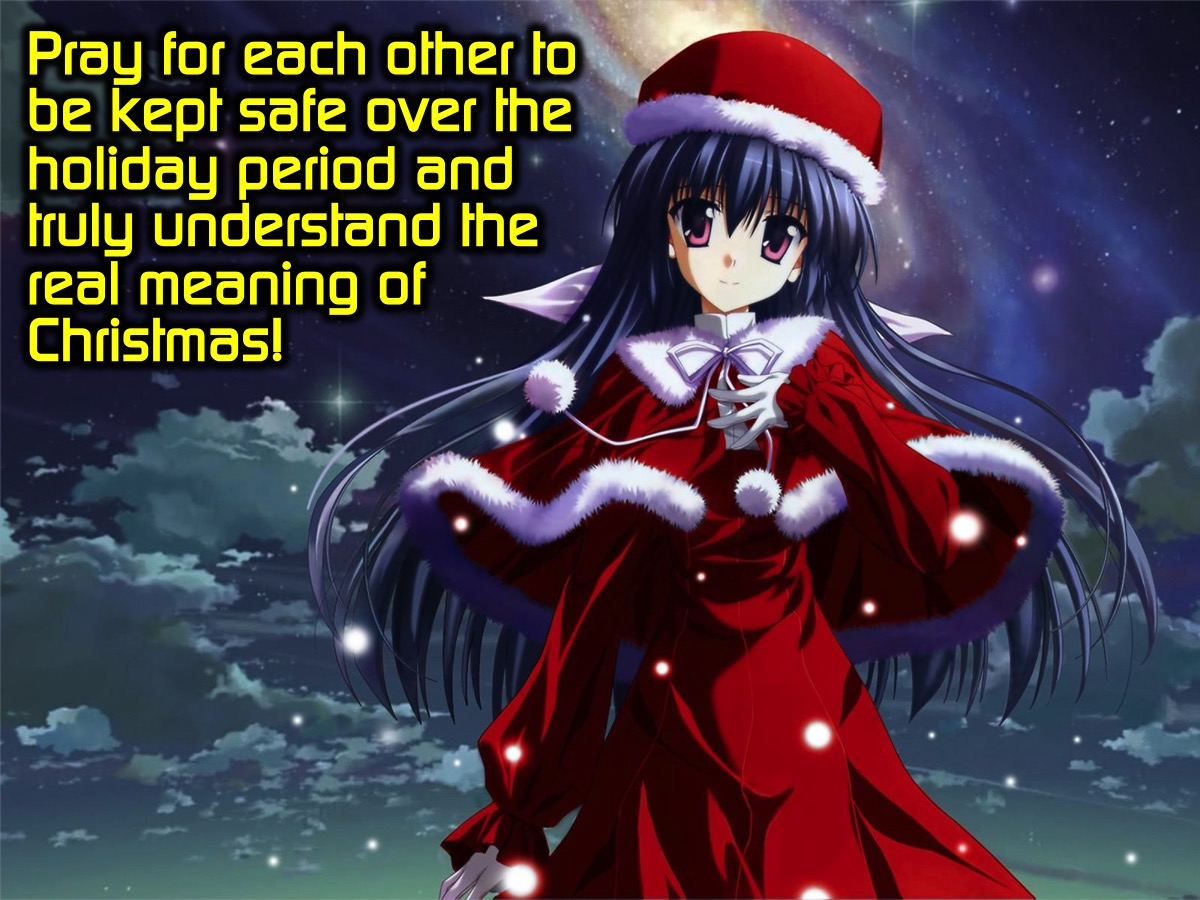 Pray for each other to
be kept safe over the
holiday period and
truly understand the
real meaning of
Christmas!